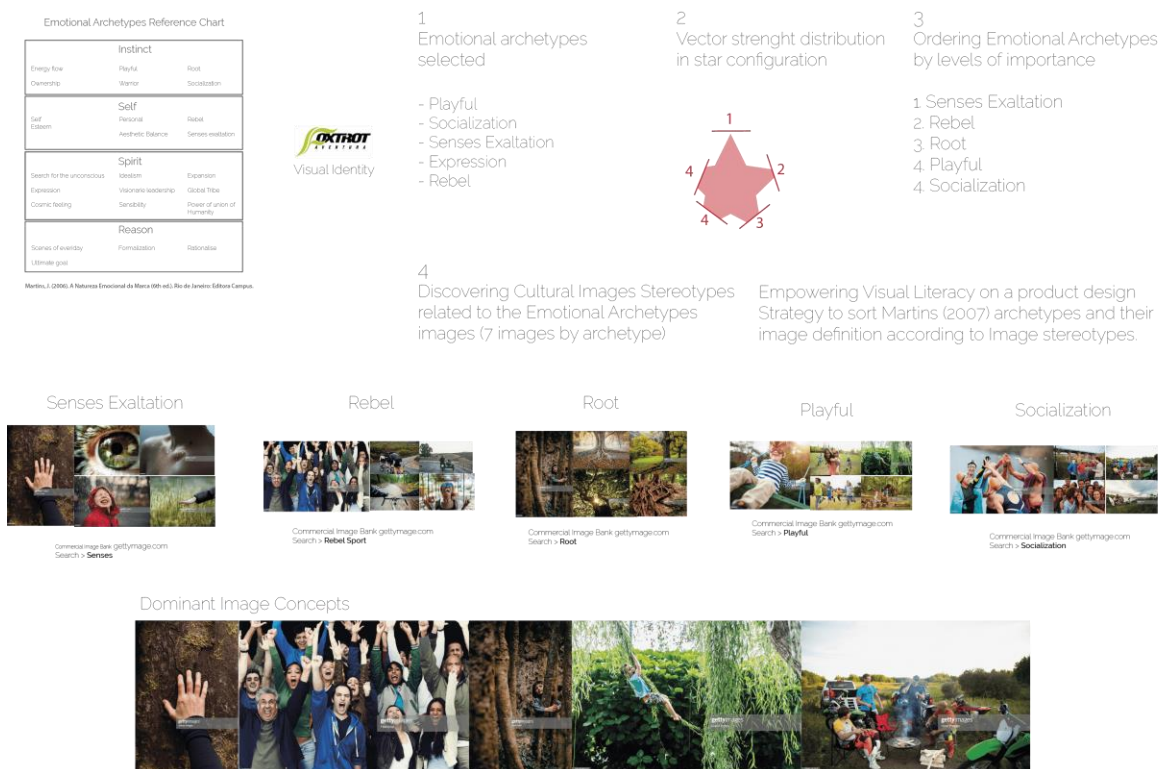 Emotional Archetypes Reference Chart
Instinct
Energy flow Playful Root
Ownership Warrior Socialization
Self
Self Esteem Personal Rebel
Aesthetic Balance Senses exaltation
Spirit
Search for the unconscious Idealism Expansion
Expression Visionarie leadership Global Tribe
Cosmic feeling Sensibility Power of union of
Humanity
Reason
Scenes of everyday Formalization Rationalise
Ultimate goal
Martins, J. (2006). A Natureza Emocional da Marca (6th ed.). Rio de Janeiro: Editora Campus.
FOXTROT
AVENTURA
Visual Identity
1
Emotional archetypes
selected
- Playful
- Socialization
- Senses Exaltation
- Expression
- Rebel
2
Vector strenght distribution
in star configuration
1
2
3
4
4
3
Ordering Emotional Archetypes
by levels of importance
1. Senses Exaltation
2. Rebel
3. Root
4. Playful
4. Socialization
4
Discovering Cultural Images Stereotypes
related to the Emotional Archetypes
images (7 images by archetype)
Empowering Visual Literacy on a product design
Strategy to sort Martins (2007) archetypes and their
image definition according to Image stereotypes.
Senses Exaltation
Commercial Image Bank gettymage.com
Search > Senses
Rebel
Commercial Image Bank gettymage.com
Search > Rebel Sport
Root
Commercial Image Bank gettymage.com
Search > Root
Playful
Commercial Image Bank gettymage.com
Search > Playful
Socialization
Commercial Image Bank gettymage.com
Search > Socialization
Dominant Image Concepts
gettyimages
gettyimages
gettyimages
gettyimages
gettyimages